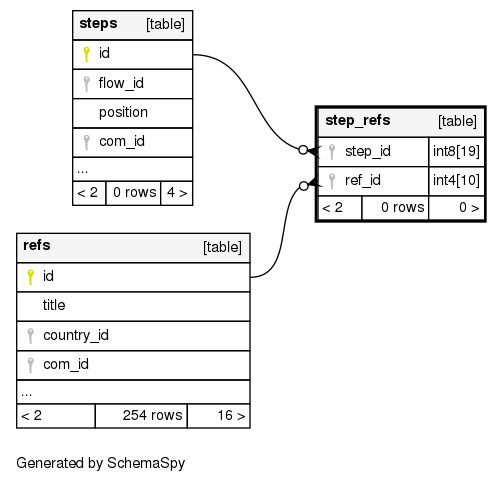 steps [table]
id
flow_id
position
com_id
...
< 2 0 rows 4 >
step_refs [table]
step_id int8[19]
ref_id int4[10]
< 2 0 rows 0 >
refs [table]
id
title
country_id
com_id
...
< 2 254 rows 16 >
Generated by SchemaSpy